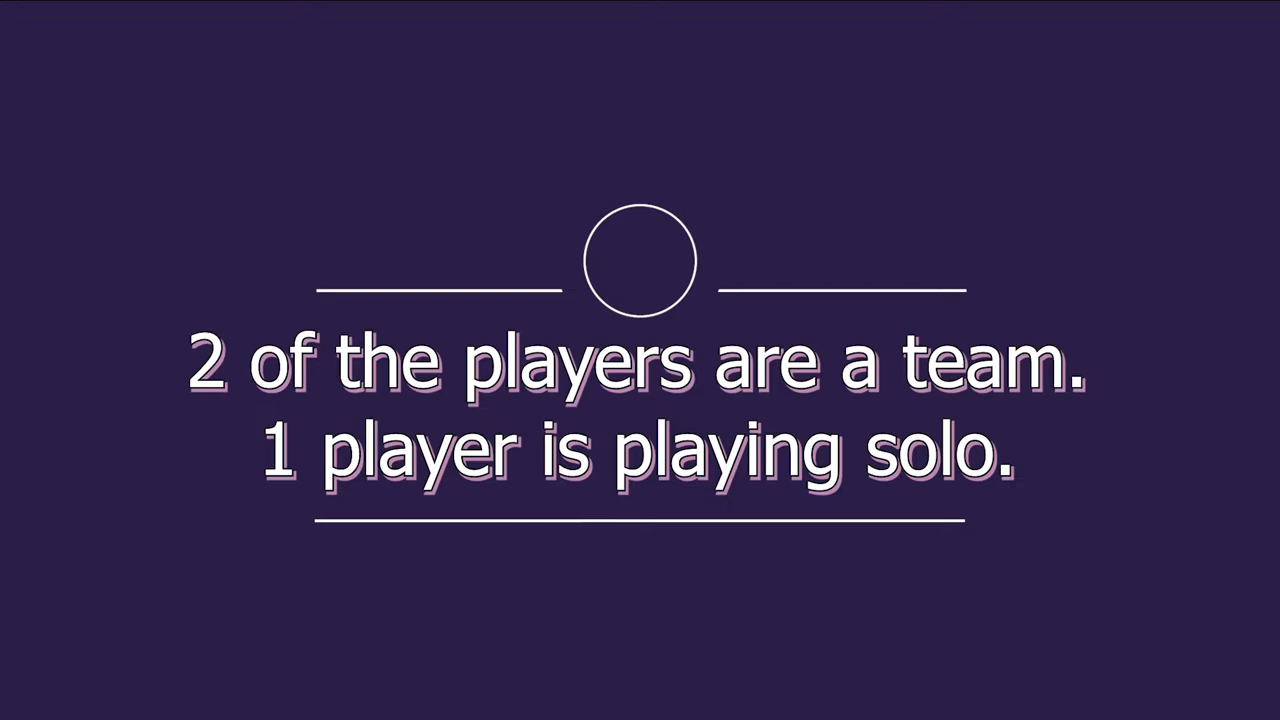 2 of the players are a team.
1 player is playing solo.